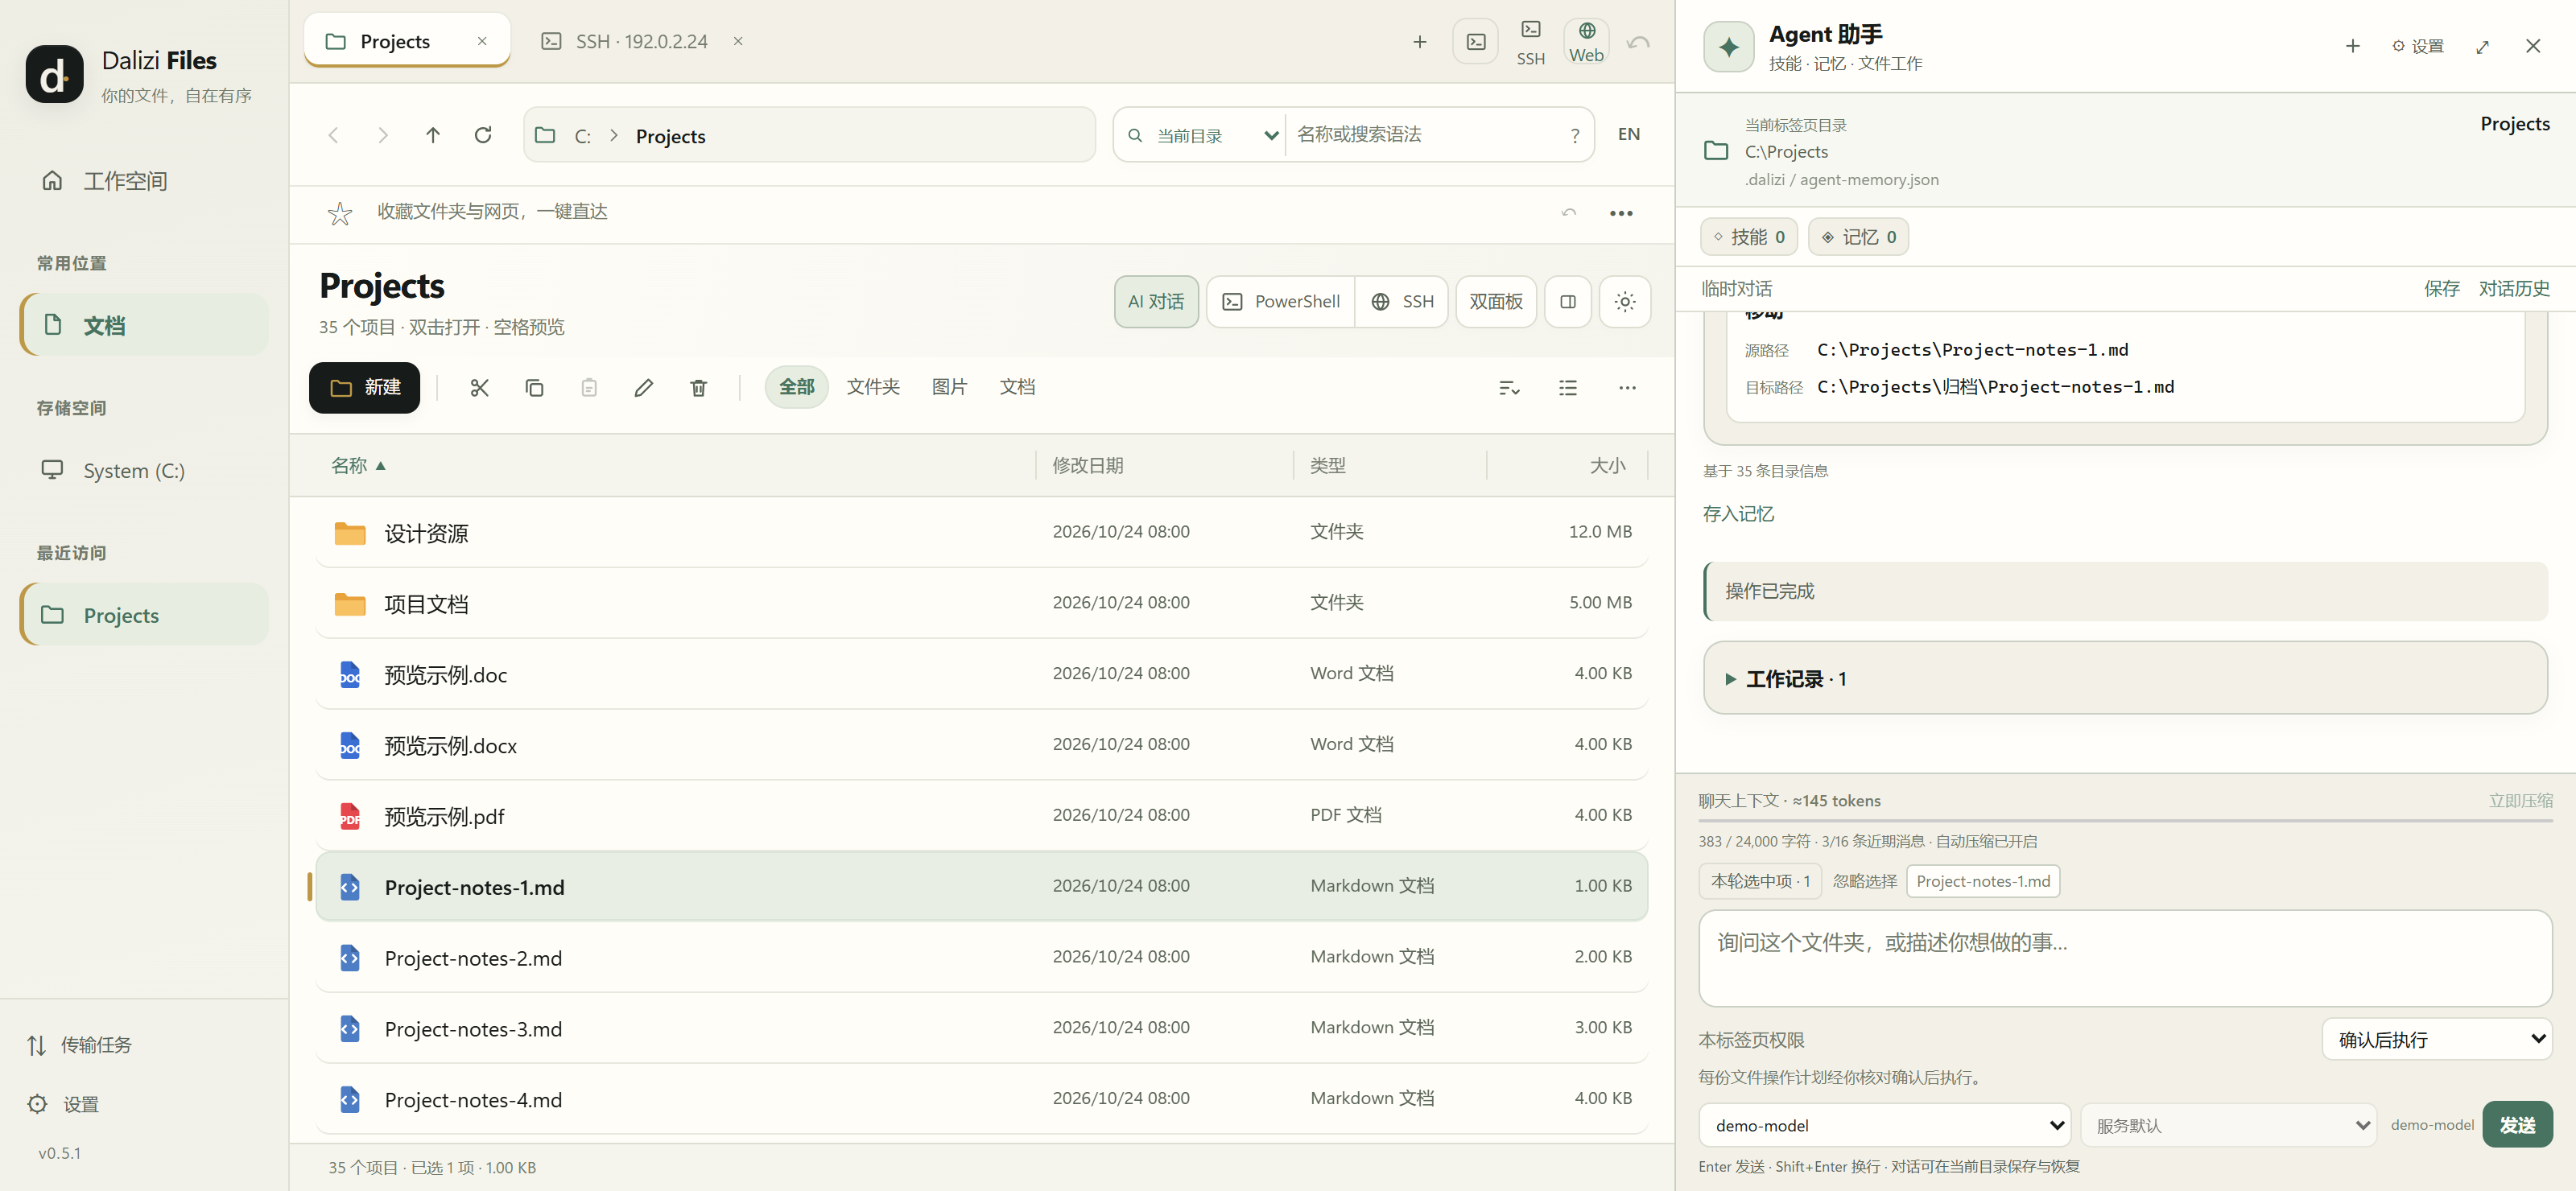 Dalizi Files
你的文件，自在有序
工作空间
常用位置
文档
存储空间
System (C:)
最近访问
Projects
传输任务
设置
v0.5.1
Projects
SSH · 192.0.2.24
SSH
Web
C:
Projects
当前目录
名称或搜索语法
?
EN
收藏文件夹与网页，一键直达
Projects
35 个项目 · 双击打开 · 空格预览
AI 对话
PowerShell
SSH
双面板
新建
全部
文件夹
图片
文档
名称 ▲
修改日期
类型
大小
设计资源 2026/10/24 08:00 文件夹 12.0 MB
项目文档 2026/10/24 08:00 文件夹 5.00 MB
预览示例.doc 2026/10/24 08:00 Word 文档 4.00 KB
预览示例.docx 2026/10/24 08:00 Word 文档 4.00 KB
预览示例.pdf 2026/10/24 08:00 PDF 文档 4.00 KB
Project-notes-1.md 2026/10/24 08:00 Markdown 文档 1.00 KB
Project-notes-2.md 2026/10/24 08:00 Markdown 文档 2.00 KB
Project-notes-3.md 2026/10/24 08:00 Markdown 文档 3.00 KB
Project-notes-4.md 2026/10/24 08:00 Markdown 文档 4.00 KB
35 个项目 · 已选 1 项 · 1.00 KB
Agent 助手
技能 · 记忆 · 文件工作
设置
当前标签页目录
C:\Projects
.dalizi / agent-memory.json
Projects
技能 0
记忆 0
临时对话
保存
对话历史
移动
源路径 C:\Projects\Project-notes-1.md
目标路径 C:\Projects\归档\Project-notes-1.md
基于 35 条目录信息
存入记忆
操作已完成
工作记录 · 1
聊天上下文 · ≈145 tokens
立即压缩
383 / 24,000 字符 · 3/16 条近期消息 · 自动压缩已开启
本轮选中项 · 1
忽略选择
Project-notes-1.md
询问这个文件夹，或描述你想做的事...
本标签页权限
确认后执行
每份文件操作计划经你核对确认后执行。
demo-model
服务默认
demo-model
发送
Enter 发送 · Shift+Enter 换行 · 对话可在当前目录保存与恢复